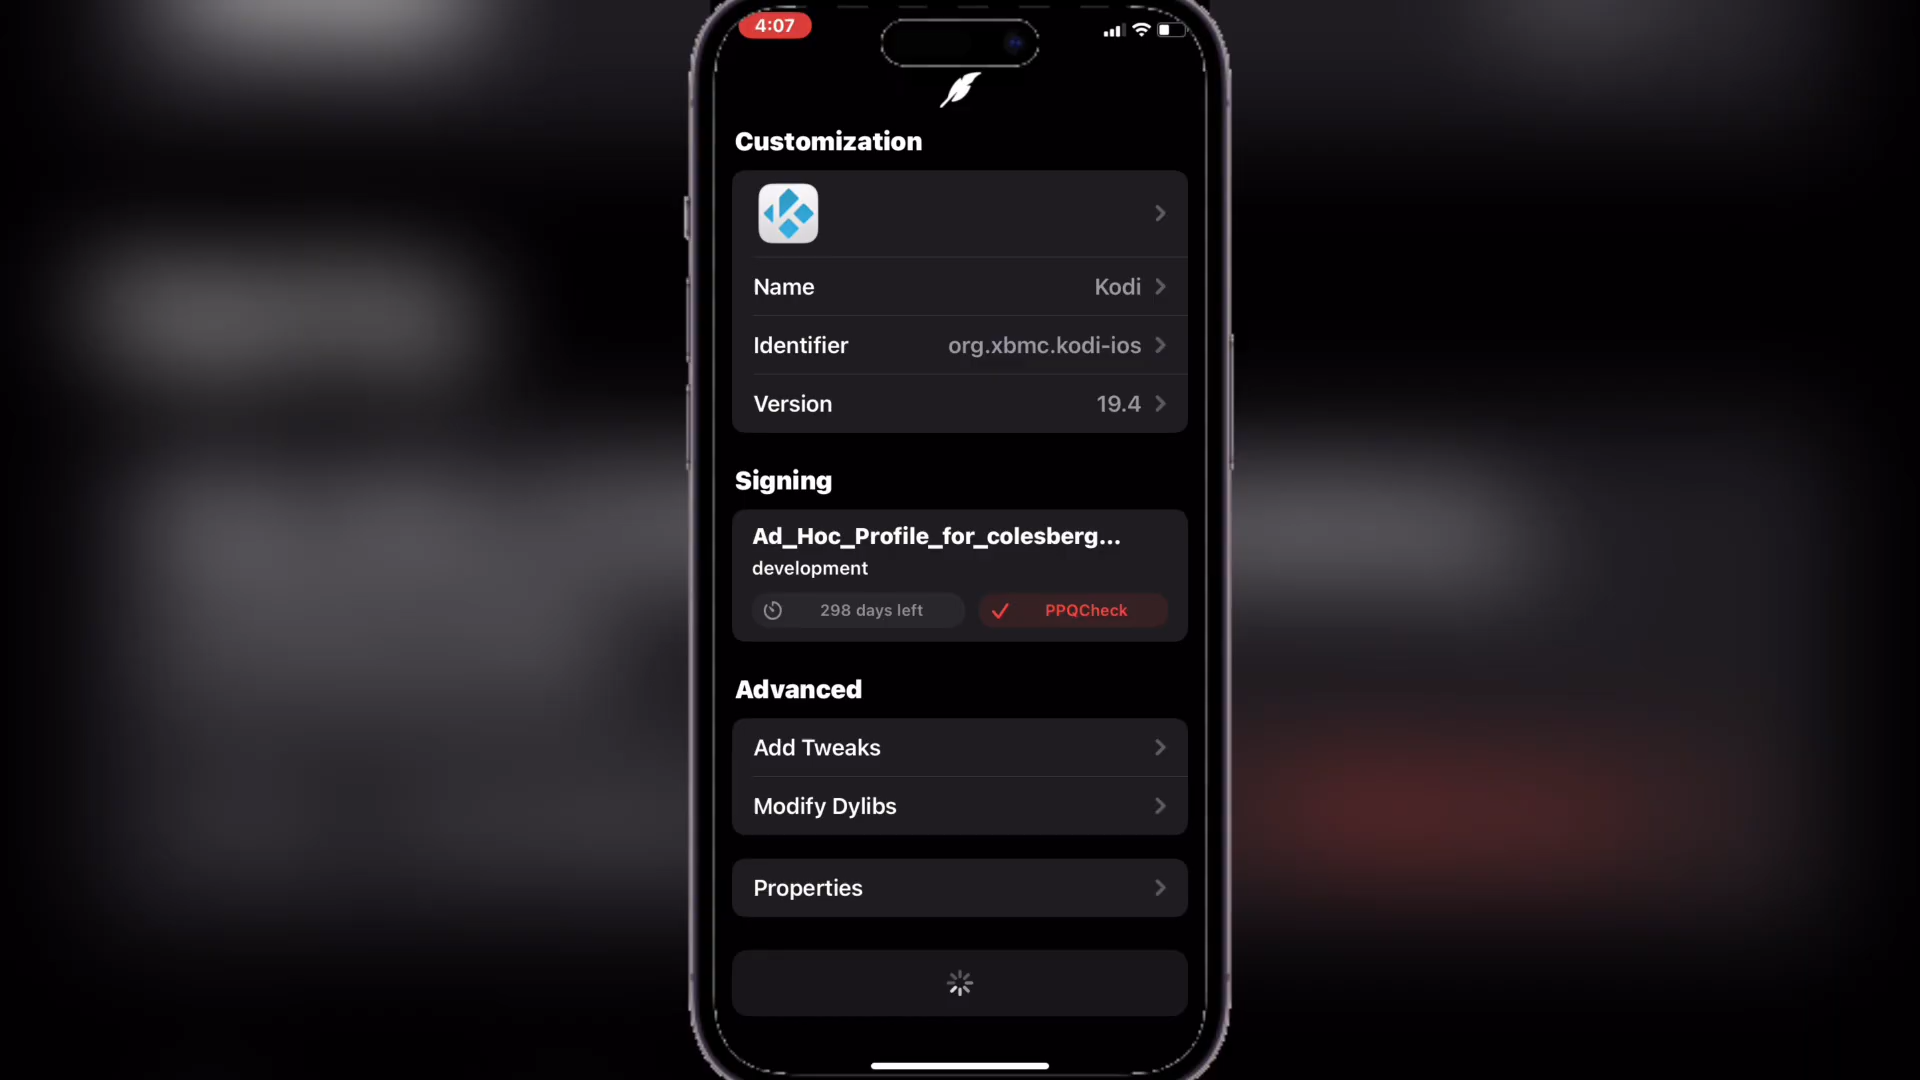 4:07
Customization
Name Kodi
Identifier org.xbmc.kodi-ios
Version 19.4
Signing
Ad_Hoc_Profile_for_colesberg...
development
298 days left PPQCheck
Advanced
Add Tweaks
Modify Dylibs
Properties